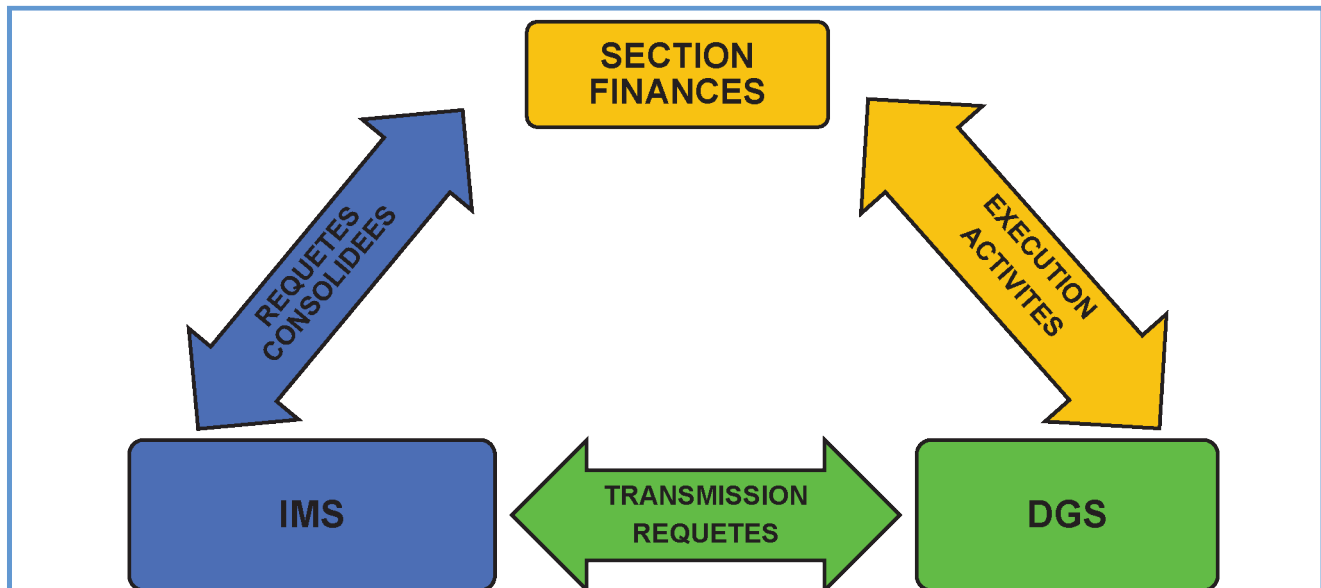 SECTION
FINANCES
REQUETES
CONSOLIDEES
EXECUTION
ACTIVITES
IMS
TRANSMISSION
REQUETES
DGS